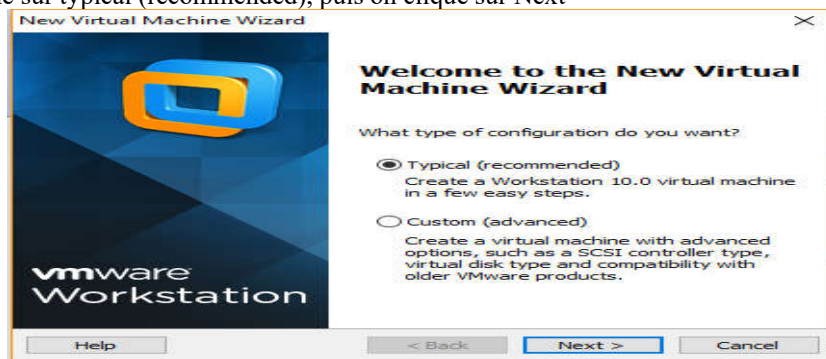 sur typical (recommended), puis on clique sur Next
New Virtual Machine Wizard
Welcome to the New Virtual
Machine Wizard
What type of configuration do you want?
Typical (recommended)
Create a Workstation 10.0 virtual machine
in a few easy steps.
Custom (advanced)
Create a virtual machine with advanced
options, such as a SCSI controller type,
virtual disk type and compatibility with
older VMware products.
vmware
Workstation
Help
< Back
Next >
Cancel